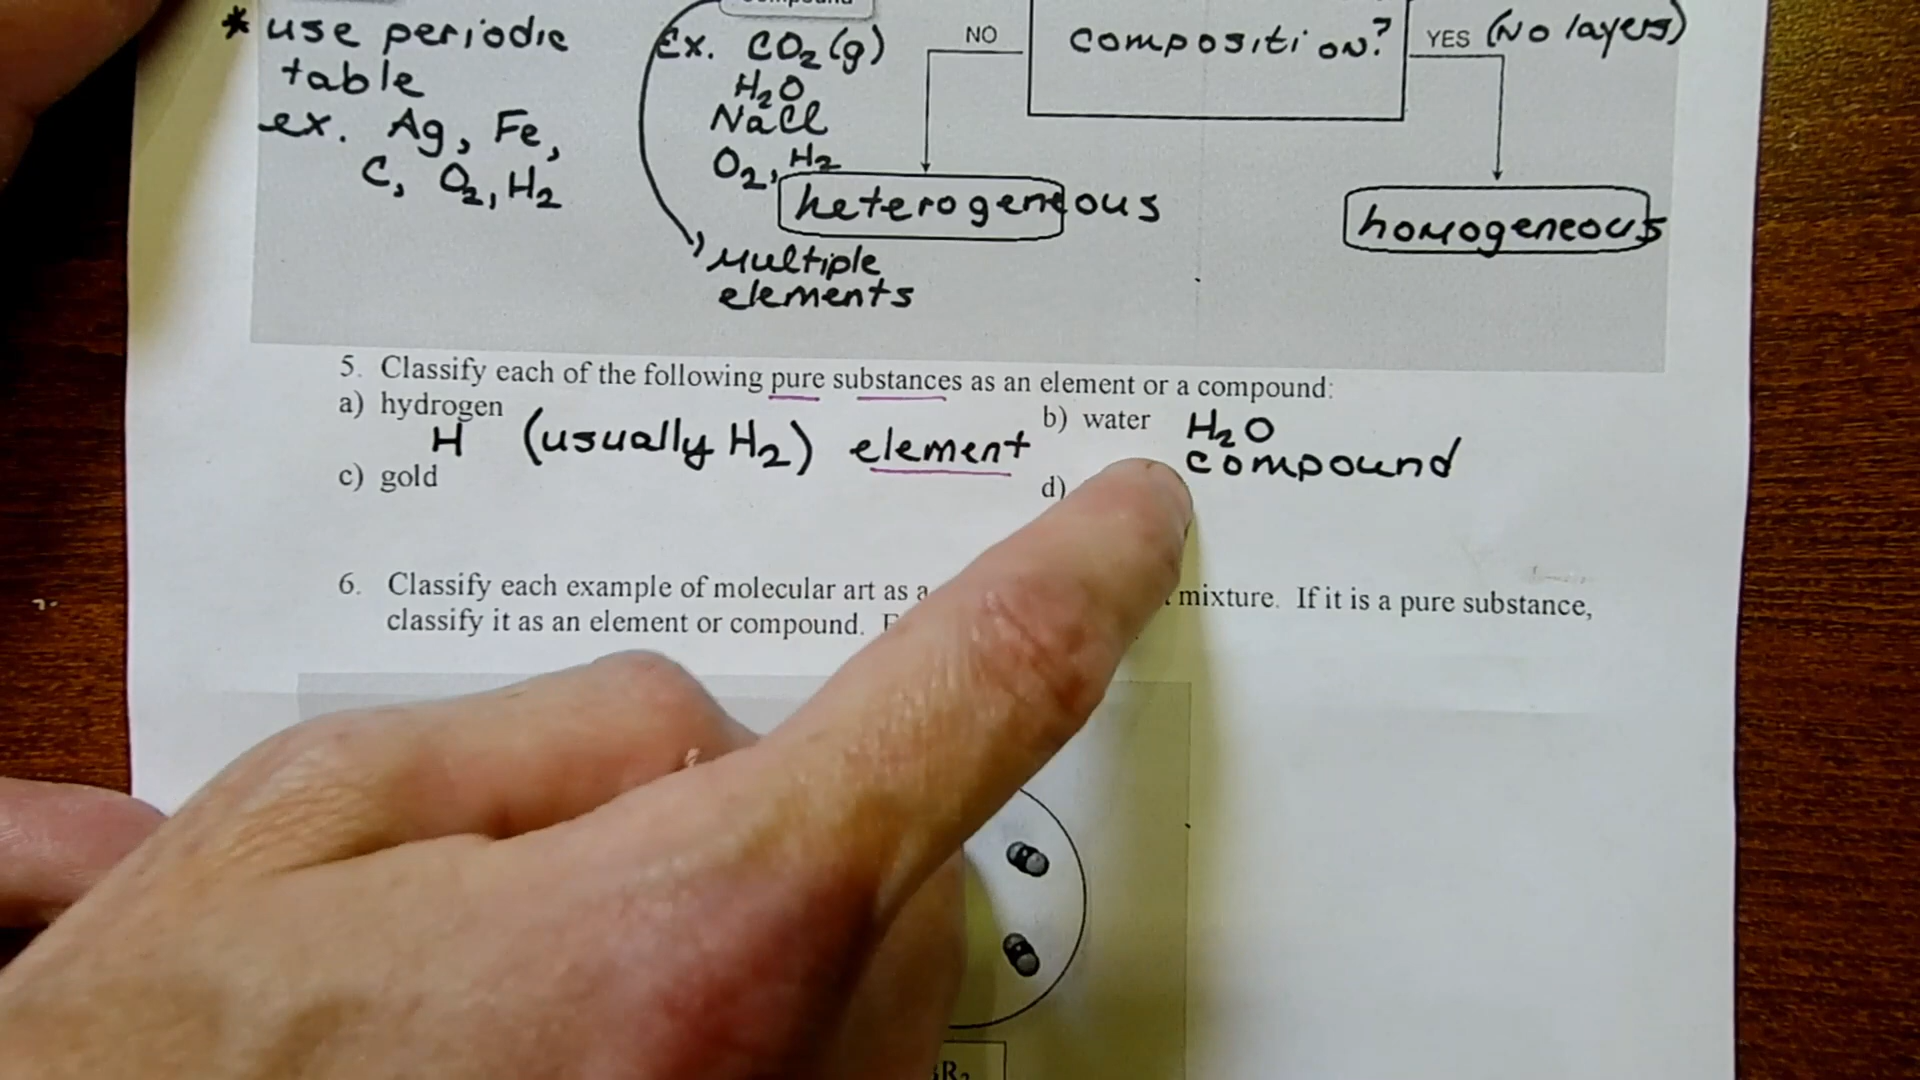 * use periodic
table
ex. Ag, Fe,
C, O₂, H₂
Ex. CO₂(g)
H₂O
NaCl
O₂, H₂
Multiple
elements
NO
composition?
YES (No layers)
heterogeneous
homogeneous
5. Classify each of the following pure substances as an element or a compound:
a) hydrogen
H (usually H₂) element
b) water H₂O
compound
c) gold
d)
6. Classify each example of molecular art as a mixture. If it is a pure substance,
classify it as an element or compound.